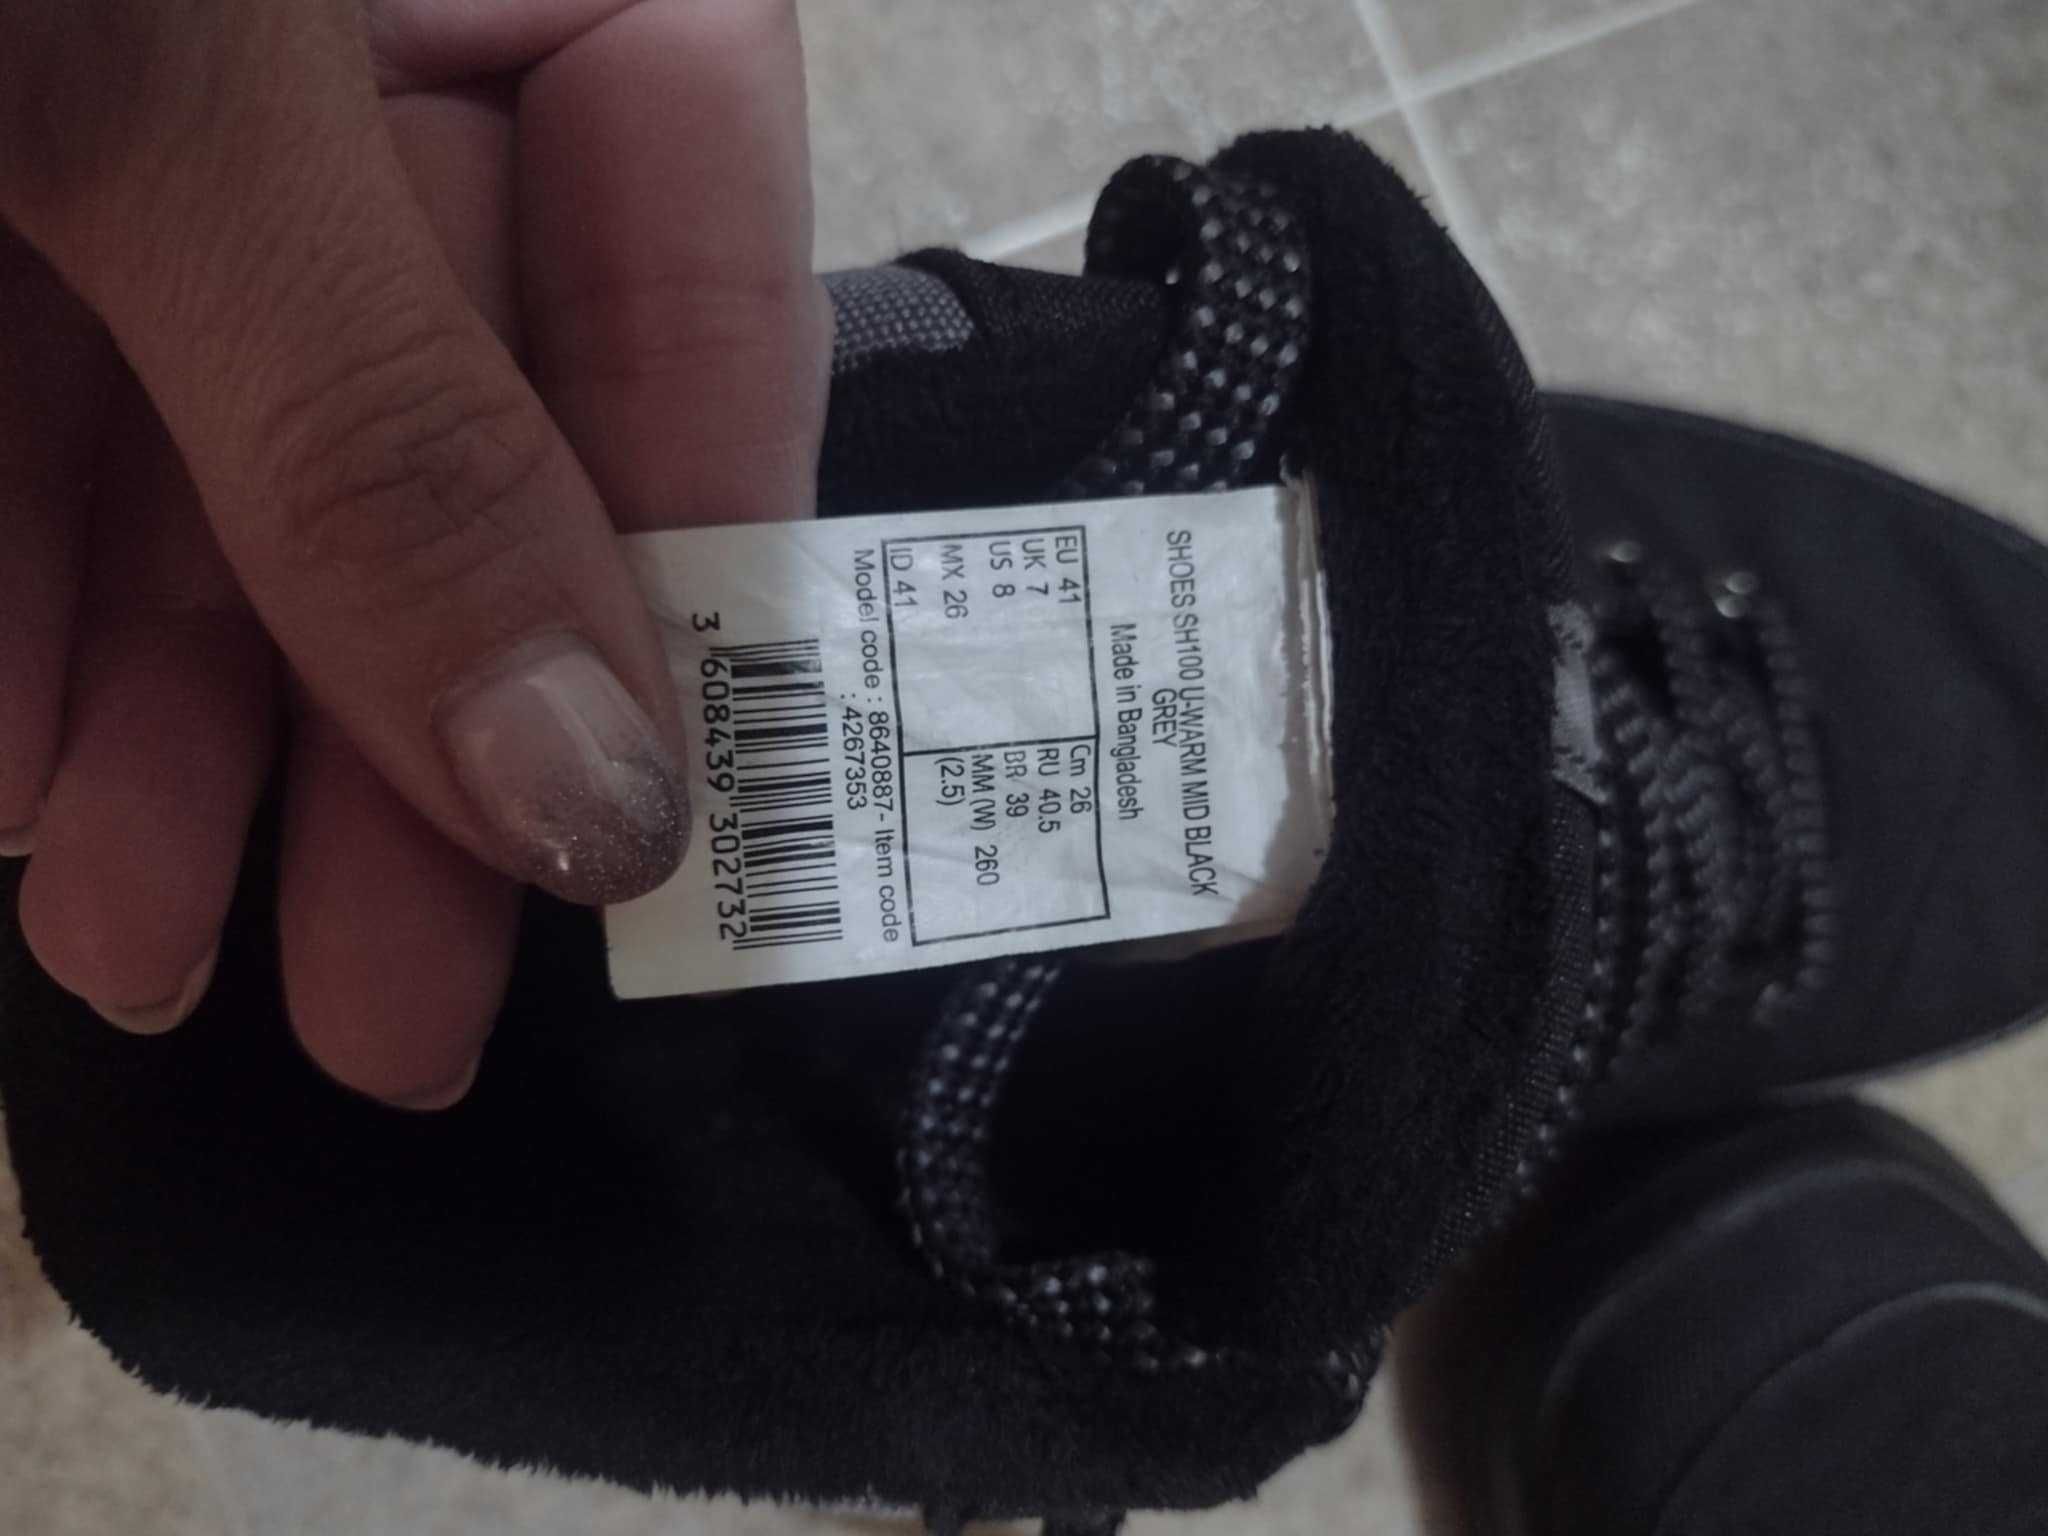 SHOES SH100 U-WARM MID BLACK
GREY
Made in Bangladesh
EU 41
UK 7
US 8
MX 26
ID 41
Cm 26
RU 40.5
BR 39
MM (W) 260
(2.5)
Model code : 8640887- Item code
: 4267353
3 608439 302732